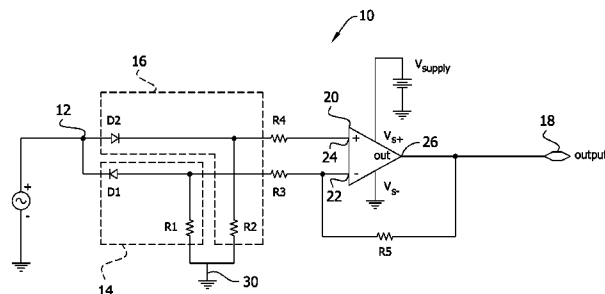 10
16
Vsupply
12
D2
R4
20
Vs+
18
+
24
out
26
output
+
-
D1
R3
-
22
Vs-
R1
R2
R5
14
30